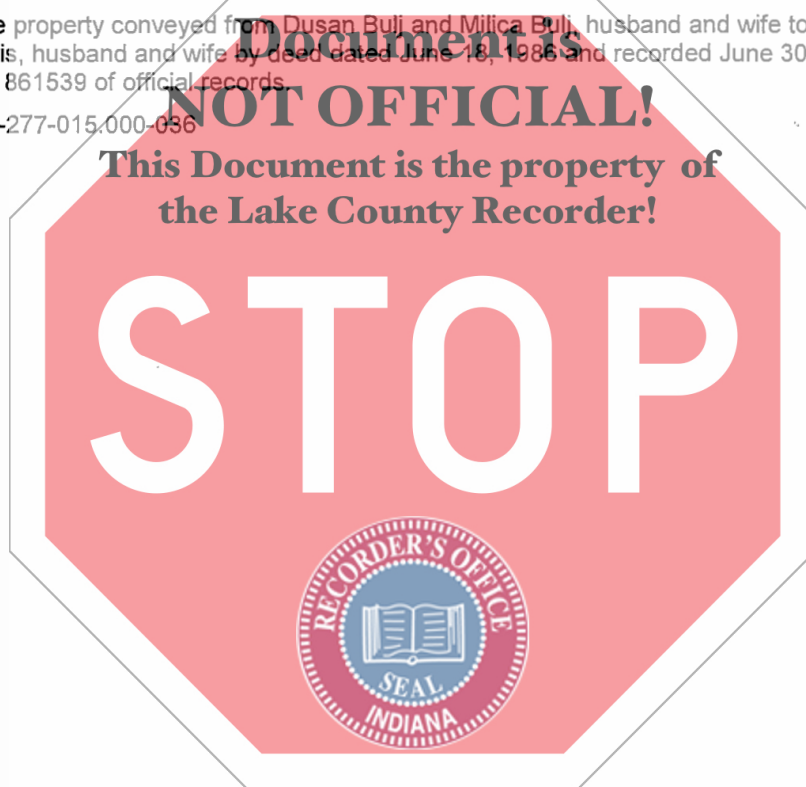 e property conveyed from Dusan Bulj and Milica Bulj, husband and wife to
is, husband and wife by deed dated June 18, 1986 and recorded June 30
861539 of official records.
-277-015.000-036
Document is
NOT OFFICIAL!
This Document is the property of
the Lake County Recorder!
STOP
RECORDER'S OFFICE
SEAL
INDIANA